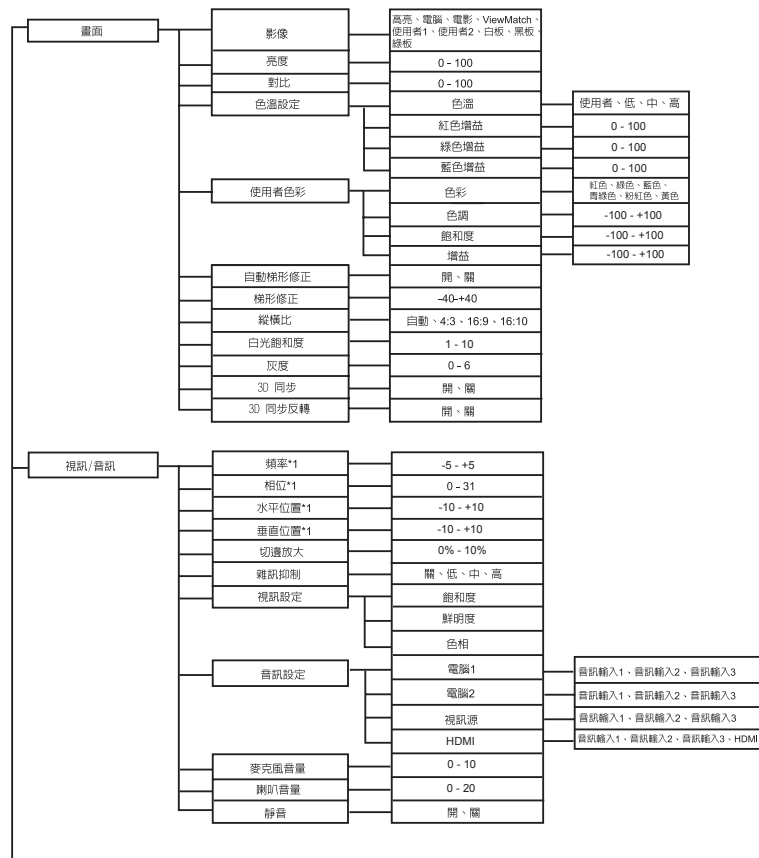 畫面
影像
高亮、電腦、電影、ViewMatch、
使用者1、使用者2、白板、黑板、
綠板
亮度
0 - 100
對比
0 - 100
色溫設定
色溫
使用者、低、中、高
紅色增益
0 - 100
綠色增益
0 - 100
藍色增益
0 - 100
使用者色彩
色彩
紅色、綠色、藍色、
青綠色、粉紅色、黃色
色調
-100 - +100
飽和度
-100 - +100
增益
-100 - +100
自動梯形修正
開、關
梯形修正
-40-+40
縱橫比
自動、4:3、16:9、16:10
白光飽和度
1 - 10
灰度
0 - 6
3D 同步
開、關
3D 同步反轉
開、關
視訊/音訊
頻率*1
-5 - +5
相位*1
0 - 31
水平位置*1
-10 - +10
垂直位置*1
-10 - +10
切邊放大
0% - 10%
雜訊抑制
關、低、中、高
視訊設定
飽和度
鮮明度
色相
音訊設定
電腦1
音訊輸入1、音訊輸入2、音訊輸入3
電腦2
音訊輸入1、音訊輸入2、音訊輸入3
視訊源
音訊輸入1、音訊輸入2、音訊輸入3
HDMI
音訊輸入1、音訊輸入2、音訊輸入3、HDMI
麥克風音量
0 - 10
喇叭音量
0 - 20
靜音
開、關